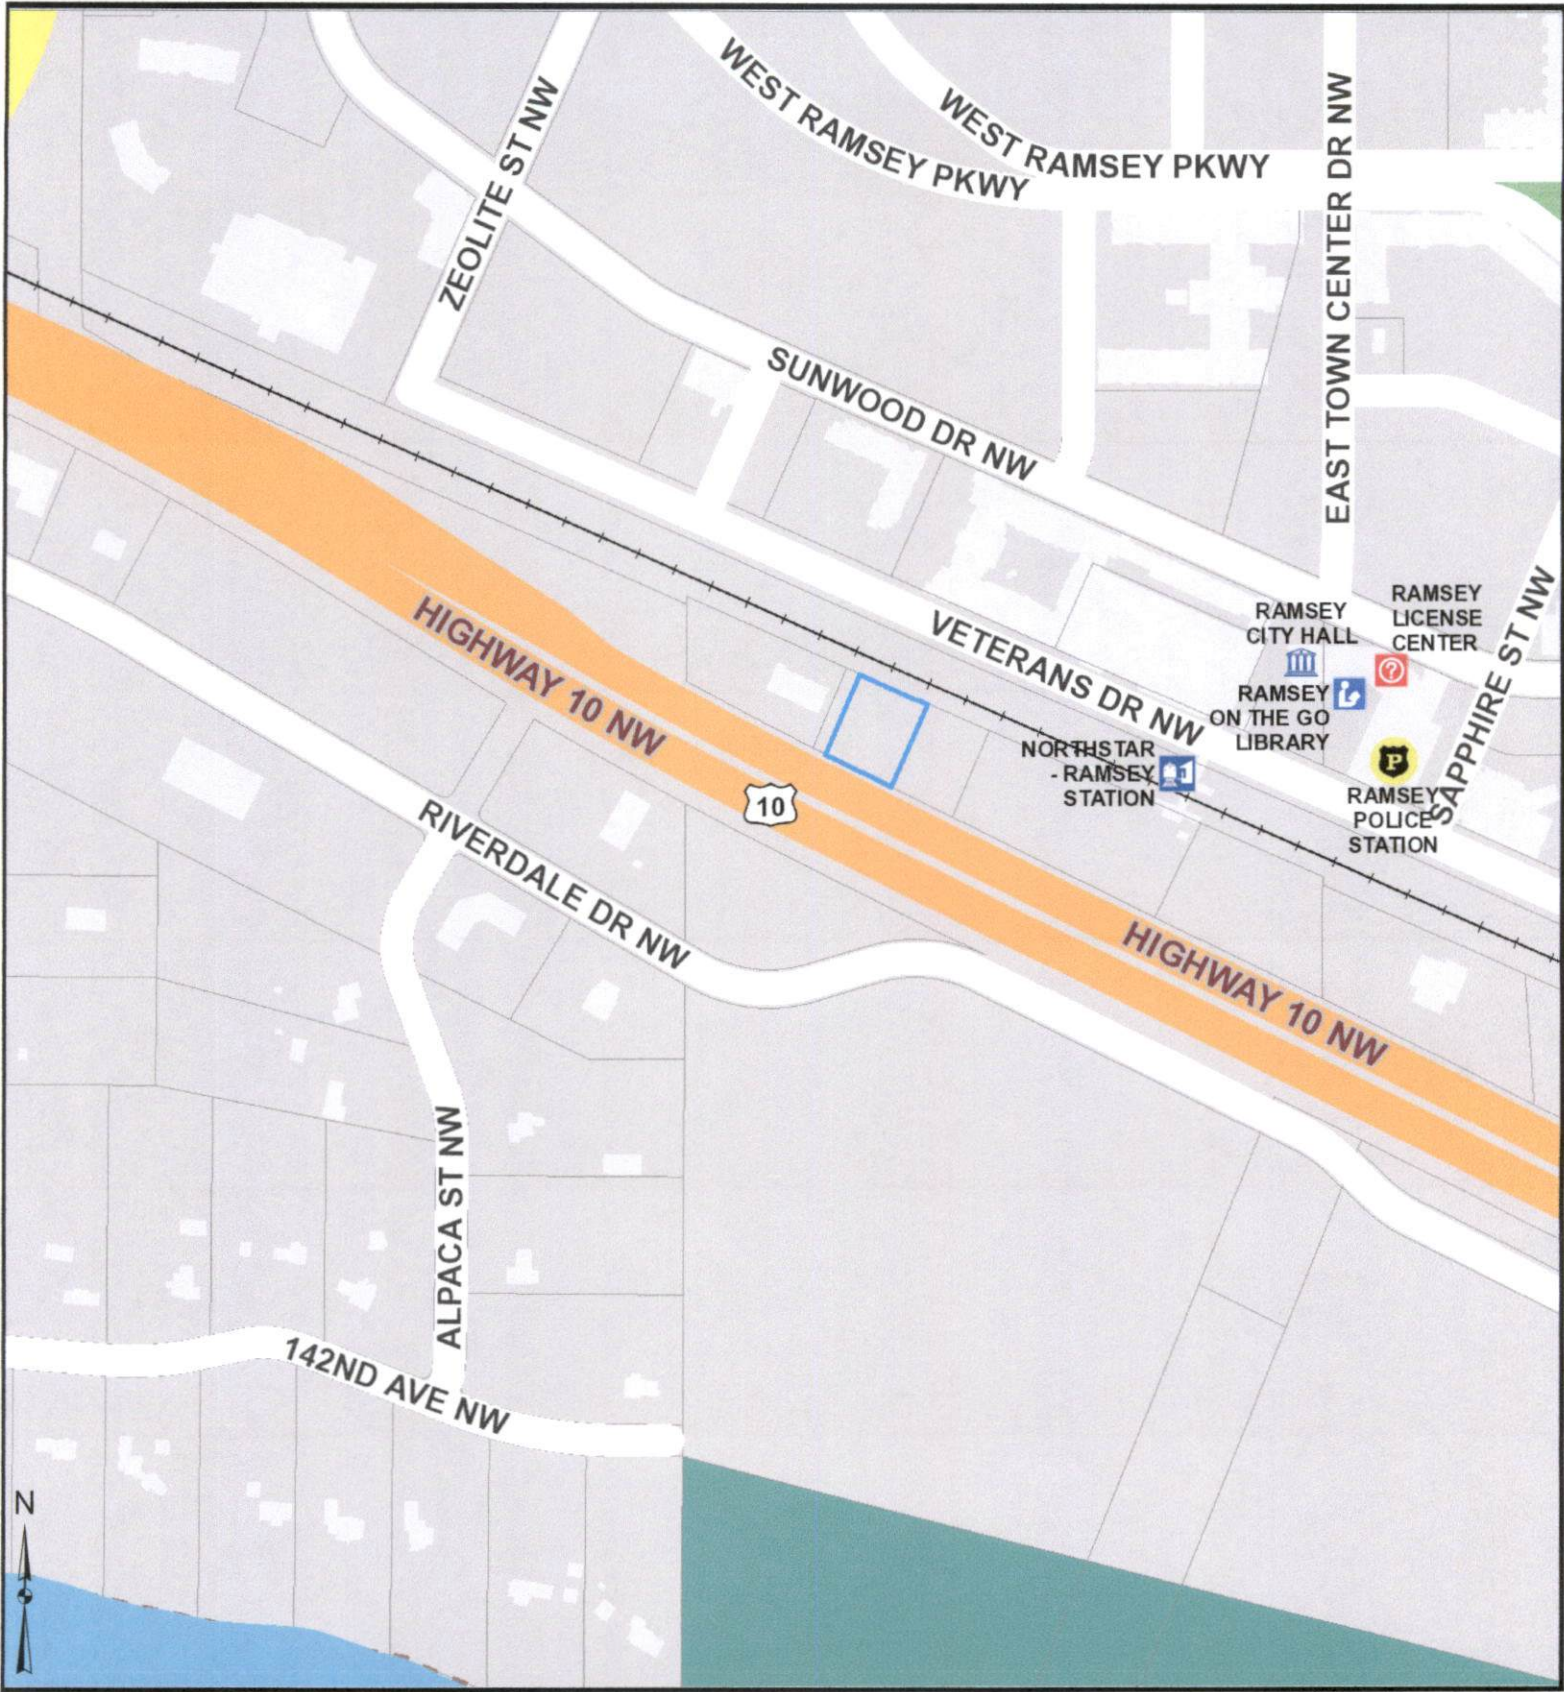 WEST RAMSEY PKWY
WEST RAMSEY PKWY
ZEOLITE ST NW
EAST TOWN CENTER DR NW
SUNWOOD DR NW
HIGHWAY 10 NW
VETERANS DR NW
RAMSEY
CITY HALL
RAMSEY
LICENSE
CENTER
?
RAMSEY
ON THE GO
LIBRARY
SAPPHIRE ST NW
NORTHSTAR
- RAMSEY
STATION
P
RAMSEY
POLICE
STATION
10
RIVERDALE DR NW
HIGHWAY 10 NW
ALPACA ST NW
142ND AVE NW
N